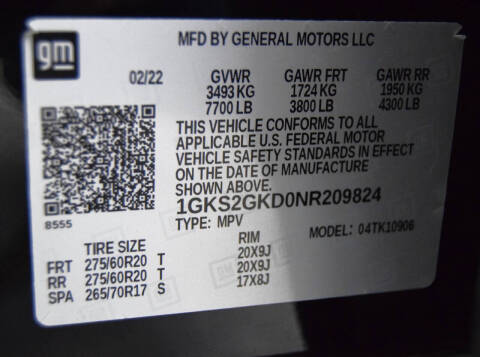 gm
MFD BY GENERAL MOTORS LLC
02/22 GVWR GAWR FRT GAWR RR
3493 KG 1724 KG 1950 KG
7700 LB 3800 LB 4300 LB
THIS VEHICLE CONFORMS TO ALL
APPLICABLE U.S. FEDERAL MOTOR
VEHICLE SAFETY STANDARDS IN EFFECT
ON THE DATE OF MANUFACTURE
SHOWN ABOVE.
1GKS2GKD0NR209824
8555 TYPE: MPV MODEL: 04TK10906
TIRE SIZE RIM
FRT 275/60R20 T 20X9J
RR 275/60R20 T 20X9J
SPA 265/70R17 S 17X8J